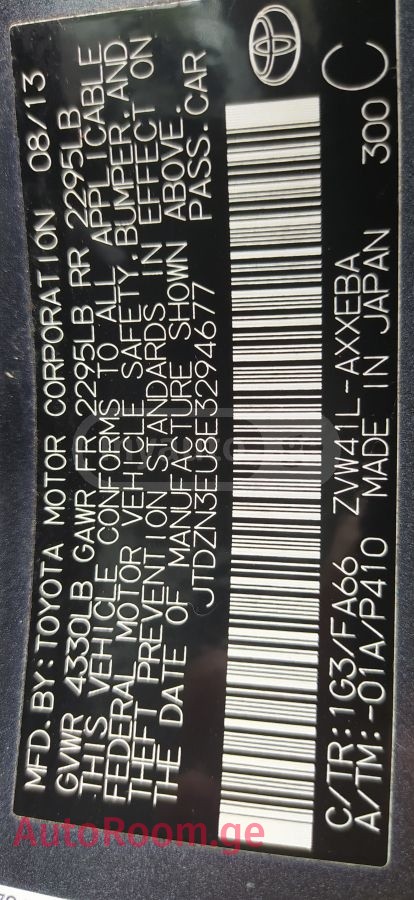 MFD.BY:TOYOTA MOTOR CORPORATION 08/13
GVWR 4330LB GAWR FR 2295LB RR 2295LB
THIS VEHICLE CONFORMS TO ALL APPLICABLE
FEDERAL MOTOR VEHICLE SAFETY,BUMPER,AND
THEFT PREVENTION STANDARDS IN EFFECT ON
THE DATE OF MANUFACTURE SHOWN ABOVE.
JTDZN3EU8E3294677 PASS.CAR
C/TR:1G3/FA66 ZVW41L-AXXEBA
A/TM:-01A/P410 MADE IN JAPAN 300 C
AutoRoom.ge